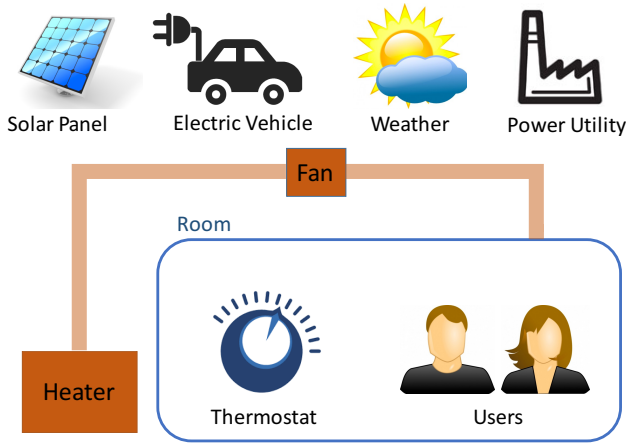 Solar Panel
Electric Vehicle
Weather
Power Utility
Fan
Room
Heater
Thermostat
Users